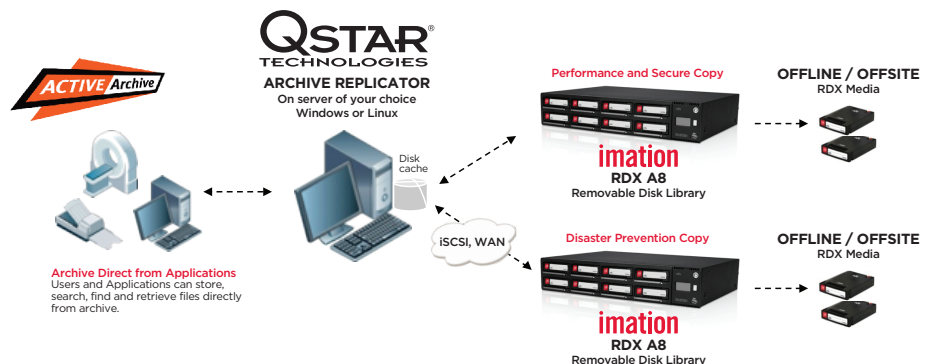 ACTIVE Archive
QSTAR®
TECHNOLOGIES
ARCHIVE REPLICATOR
On server of your choice
Windows or Linux
Disk
cache
Archive Direct from Applications
Users and Applications can store,
search, find and retrieve files directly
from archive.
iSCSI, WAN
Performance and Secure Copy
imation
RDX A8
Removable Disk Library
OFFLINE / OFFSITE
RDX Media
Disaster Prevention Copy
imation
RDX A8
Removable Disk Library
OFFLINE / OFFSITE
RDX Media